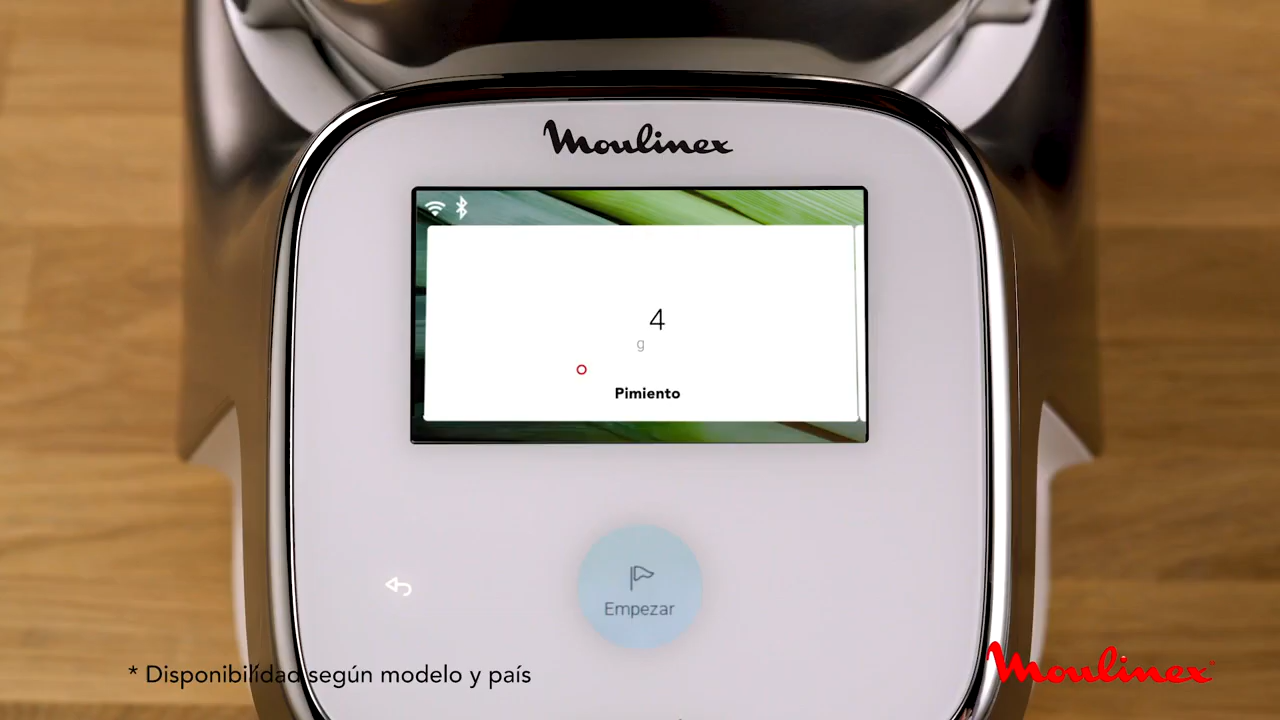 Moulinex
4
g
Pimiento
Empezar
* Disponibilidad según modelo y país
Moulinex